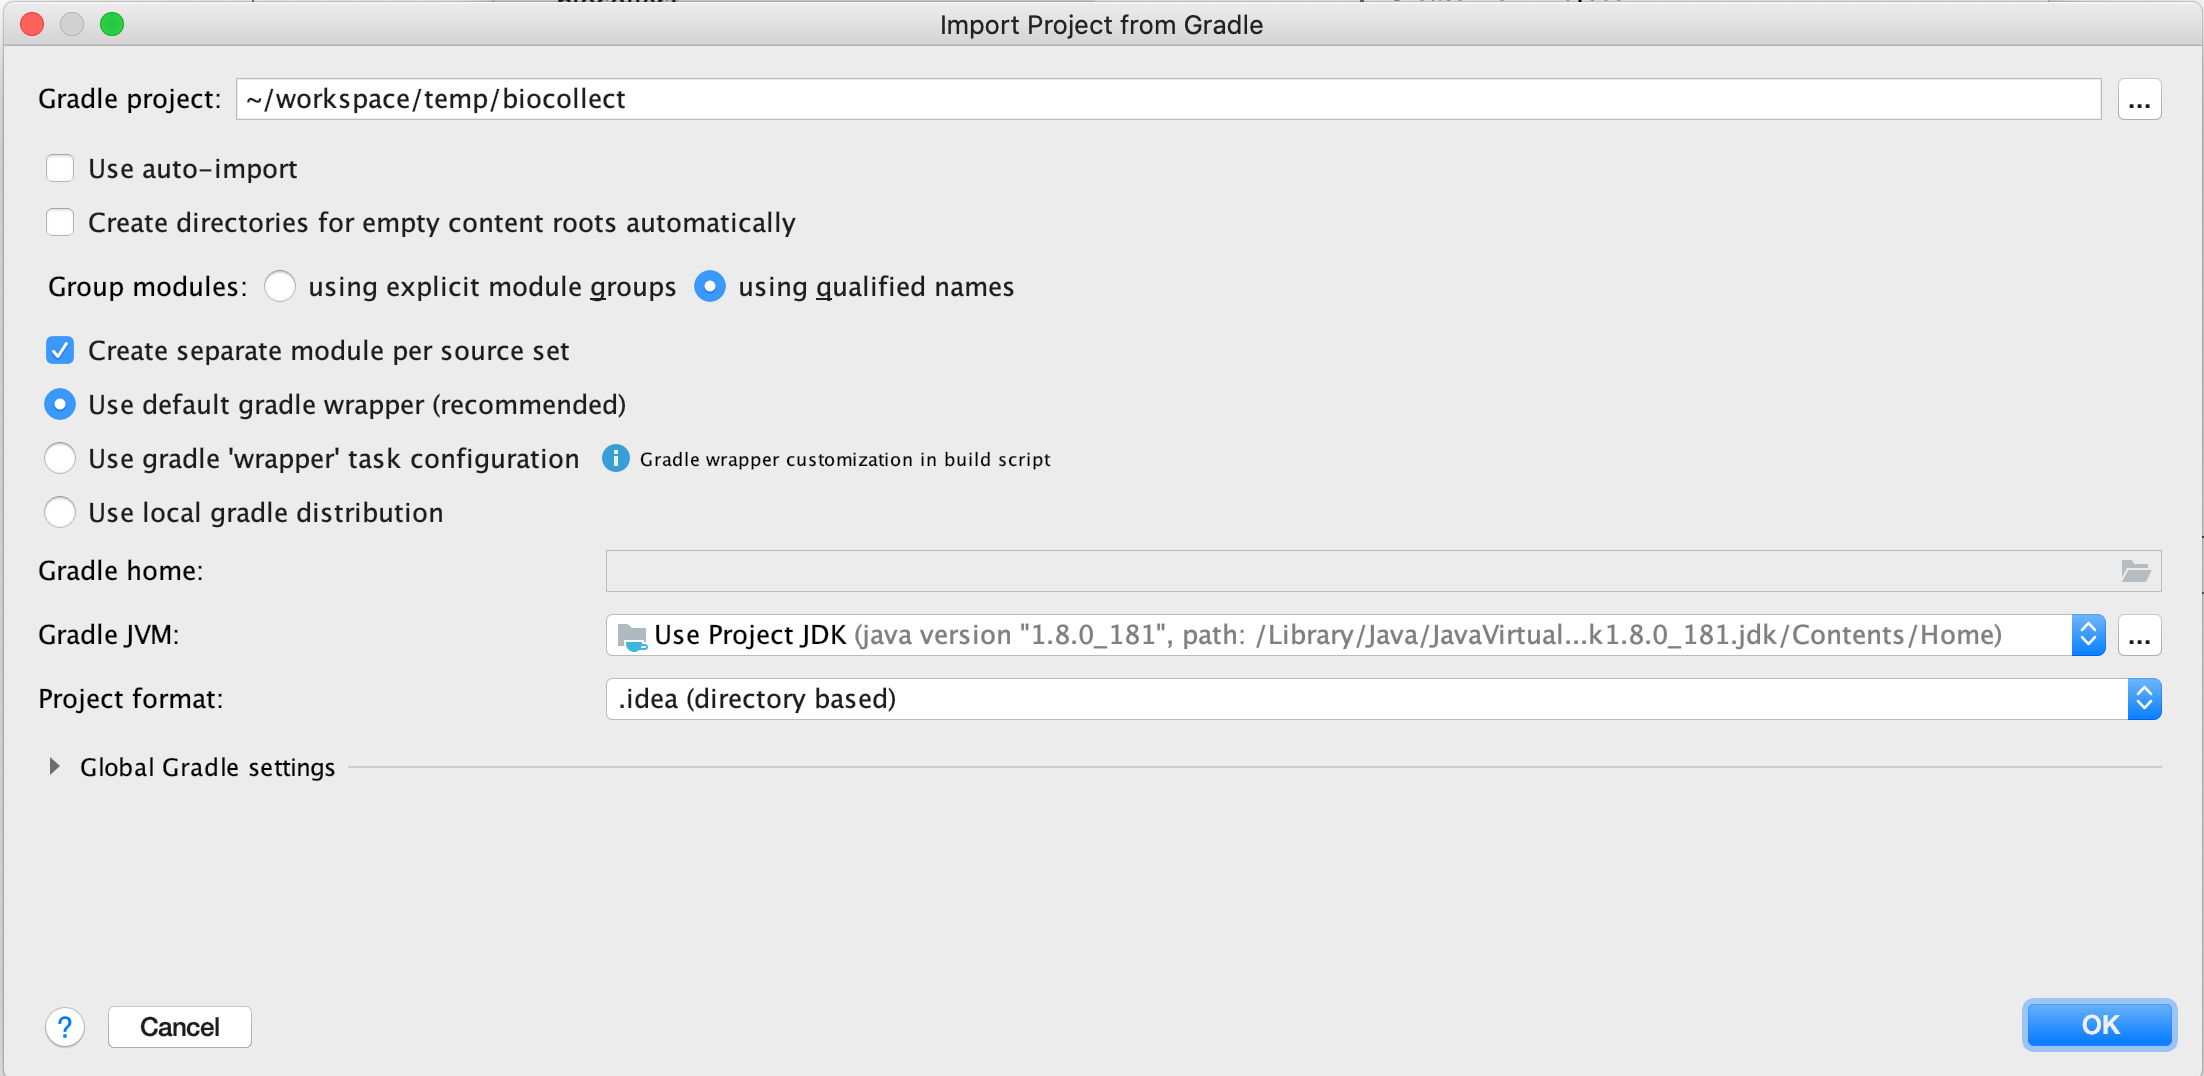 Import Project from Gradle
Gradle project: ~/workspace/temp/biocollect ...
Use auto-import
Create directories for empty content roots automatically
Group modules: using explicit module groups using qualified names
Create separate module per source set
Use default gradle wrapper (recommended)
Use gradle 'wrapper' task configuration Gradle wrapper customization in build script
Use local gradle distribution
Gradle home:
Gradle JVM: Use Project JDK (java version "1.8.0_181", path: /Library/Java/JavaVirtual...k1.8.0_181.jdk/Contents/Home) ...
Project format: .idea (directory based)
Global Gradle settings
? Cancel OK